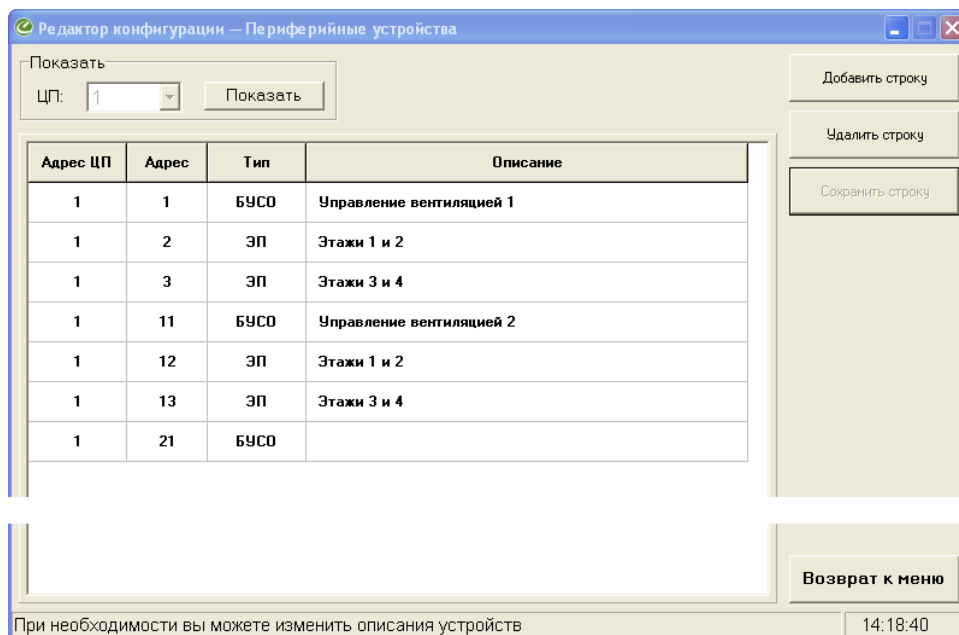 Редактор конфигурации — Периферийные устройства
Показать
ЦП: 1 Показать
Добавить строку
Удалить строку
Сохранить строку
Адрес ЦП Адрес Тип Описание
1 1 БУСО Управление вентиляцией 1
1 2 ЭП Этажи 1 и 2
1 3 ЭП Этажи 3 и 4
1 11 БУСО Управление вентиляцией 2
1 12 ЭП Этажи 1 и 2
1 13 ЭП Этажи 3 и 4
1 21 БУСО
Возврат к меню
При необходимости вы можете изменить описания устройств 14:18:40